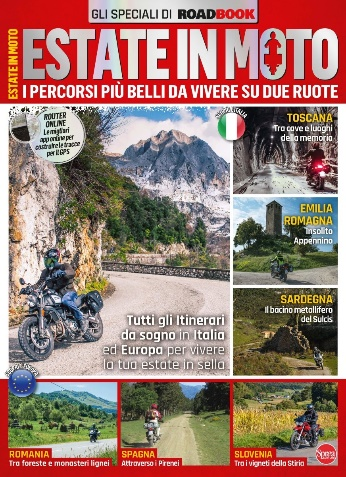 GLI SPECIALI DI ROADBOOK
ESTATE IN MOTO
ESTATE IN MOTO
I PERCORSI PIÙ BELLI DA VIVERE SU DUE RUOTE
ROUTER
ONLINE
Le migliori
app online per
costruire le tracce
per il GPS
TOSCANA
Tra cave e luoghi
della memoria
EMILIA
ROMAGNA
Insolito
Appennino
SARDEGNA
Il bacino metallifero
del Sulcis
Tutti gli Itinerari
da sogno in Italia
ed Europa per vivere
la tua estate in sella
ROMANIA
Tra foreste e monasteri lignei
SPAGNA
Attraverso i Pirenei
SLOVENIA
Tra i vigneti della Stiria
Sprea